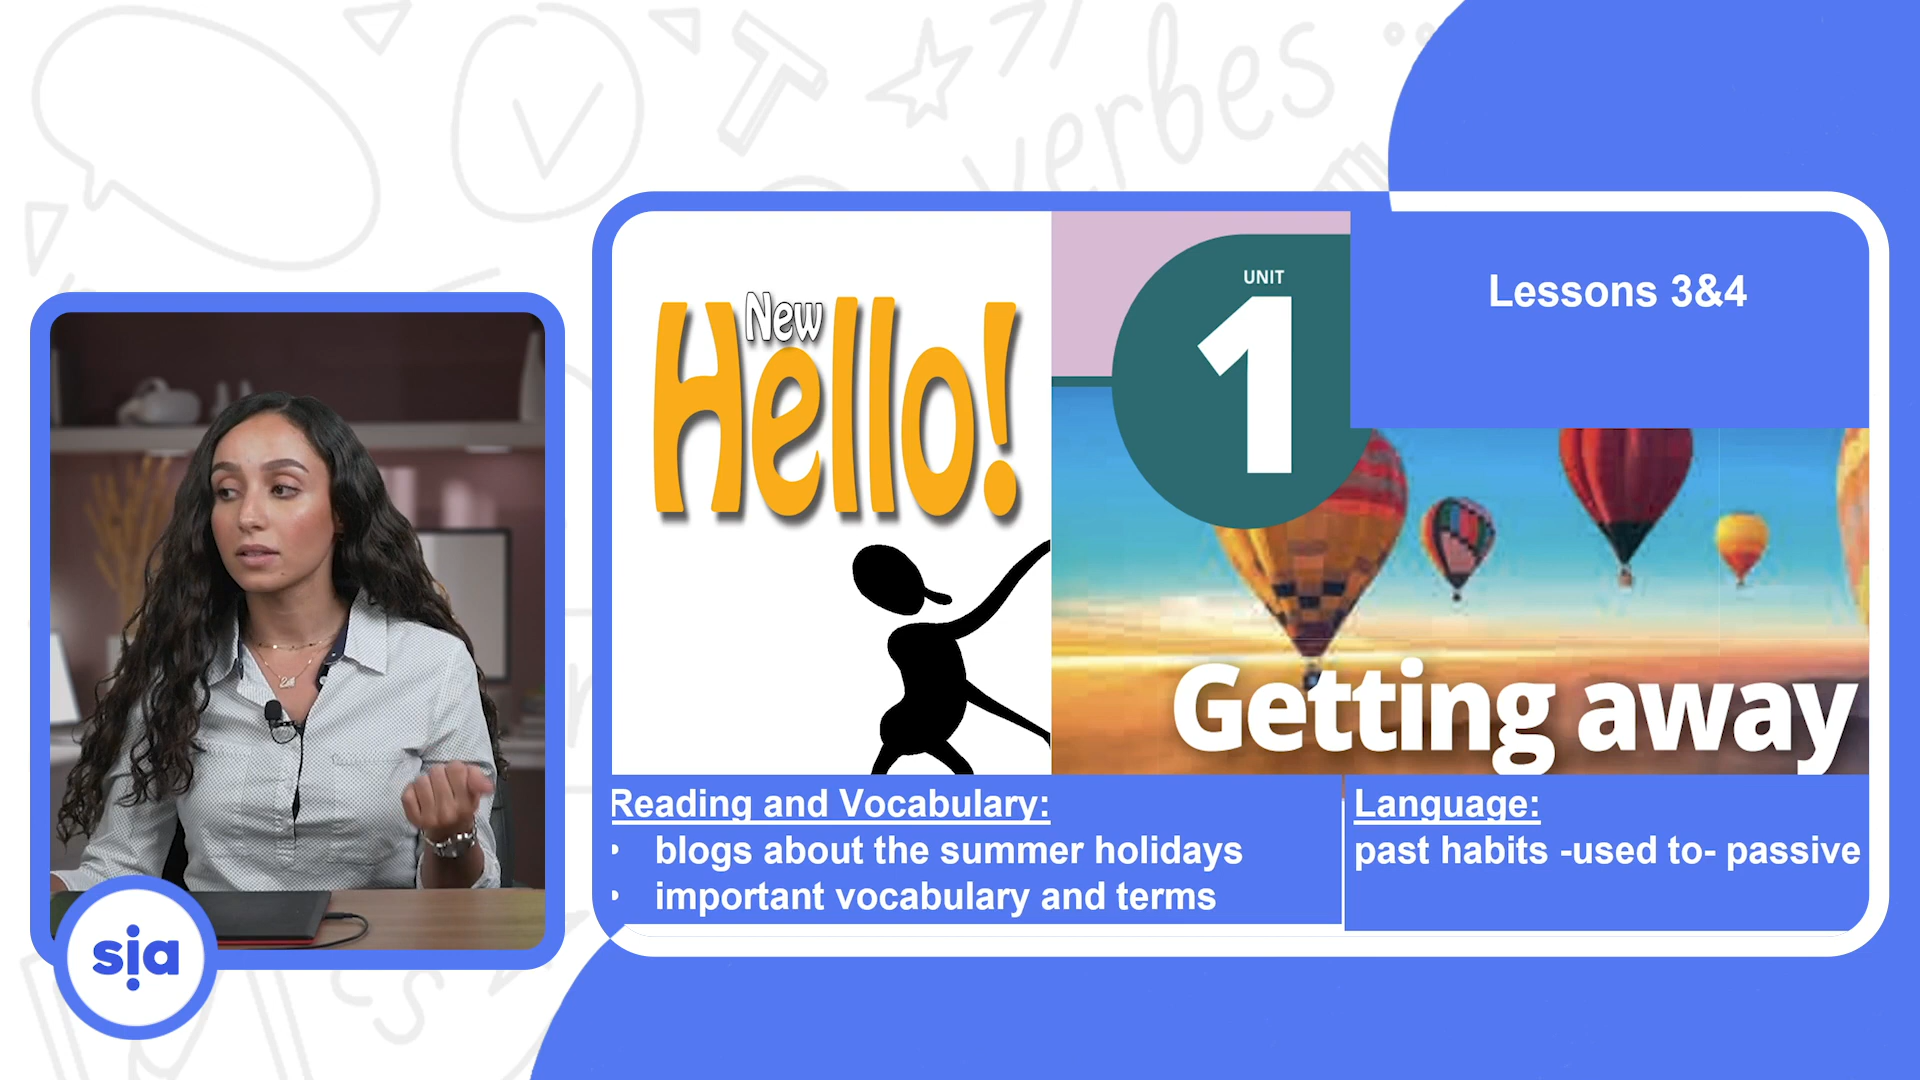 verbes
New
Hello!
UNIT
1
Lessons 3&4
Getting away
Reading and Vocabulary:
• blogs about the summer holidays
• important vocabulary and terms
Language:
past habits -used to- passive
sia